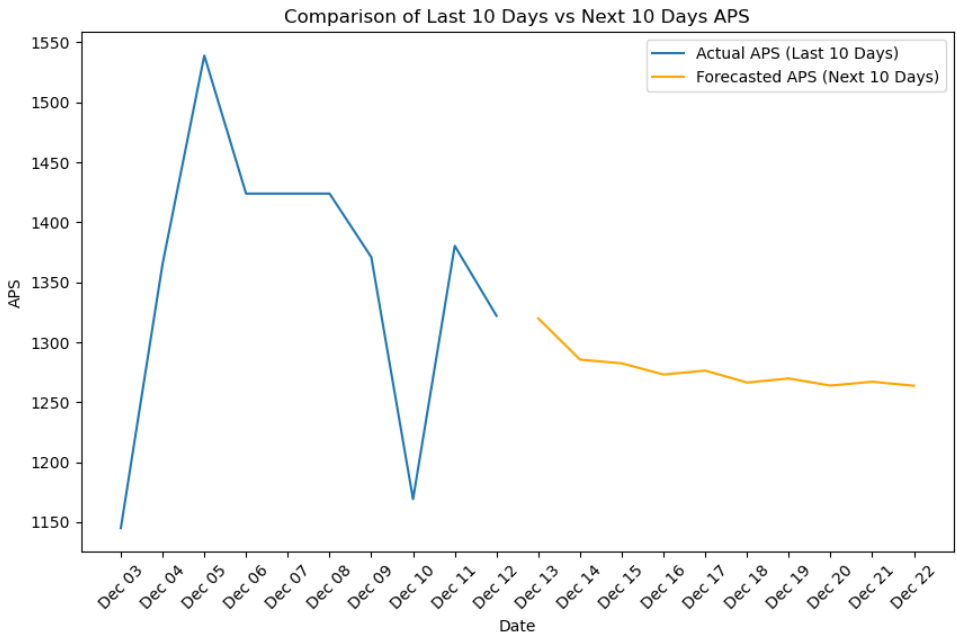 Comparison of Last 10 Days vs Next 10 Days APS
Actual APS (Last 10 Days)
Forecasted APS (Next 10 Days)
APS
1550
1500
1450
1400
1350
1300
1250
1200
1150
Dec 03
Dec 04
Dec 05
Dec 06
Dec 07
Dec 08
Dec 09
Dec 10
Dec 11
Dec 12
Dec 13
Dec 14
Dec 15
Dec 16
Dec 17
Dec 18
Dec 19
Dec 20
Dec 21
Dec 22
Date